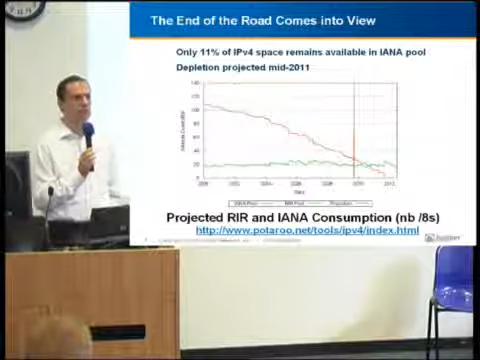 The End of the Road Comes into View
Only 11% of IPv4 space remains available in IANA pool
Depletion projected mid-2011
Projected RIR and IANA Consumption (nb /8s)
http://www.potaroo.net/tools/ipv4/index.html